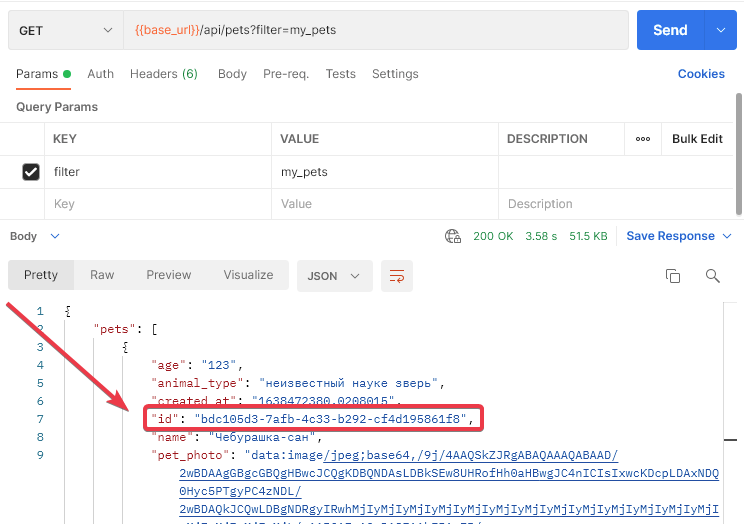 GET {{base_url}}/api/pets?filter=my_pets Send
Params Auth Headers (6) Body Pre-req. Tests Settings Cookies
Query Params
KEY VALUE DESCRIPTION ooo Bulk Edit
filter my_pets
Key Value Description
Body 200 OK 3.58 s 51.5 KB Save Response
Pretty Raw Preview Visualize JSON
1 {
2 "pets": [
3 {
4 "age": "123",
5 "animal_type": "неизвестный науке зверь",
6 "created_at": "1638472380.0208015",
7 "id": "bdc105d3-7afb-4c33-b292-cf4d195861f8",
8 "name": "Чебурашка-сан",
9 "pet_photo": "data:image/jpeg;base64,/9j/4AAQSkZJRgABAQAAAQABAAD/
2wBDAAgGBgcGBQgHBwcJCQgKDBQNDAsLDBkSEw8UHRofHh0aHBwgJC4nICIsIxwcKDcpLDAxNDQ
0Hyc5PTgyPC4zNDL/
2wBDAQkJCQwLDBgNDRgyIRwhMjIyMjIyMjIyMjIyMjIyMjIyMjIyMjIyMjIyMjIyMjIyMjIyMjI